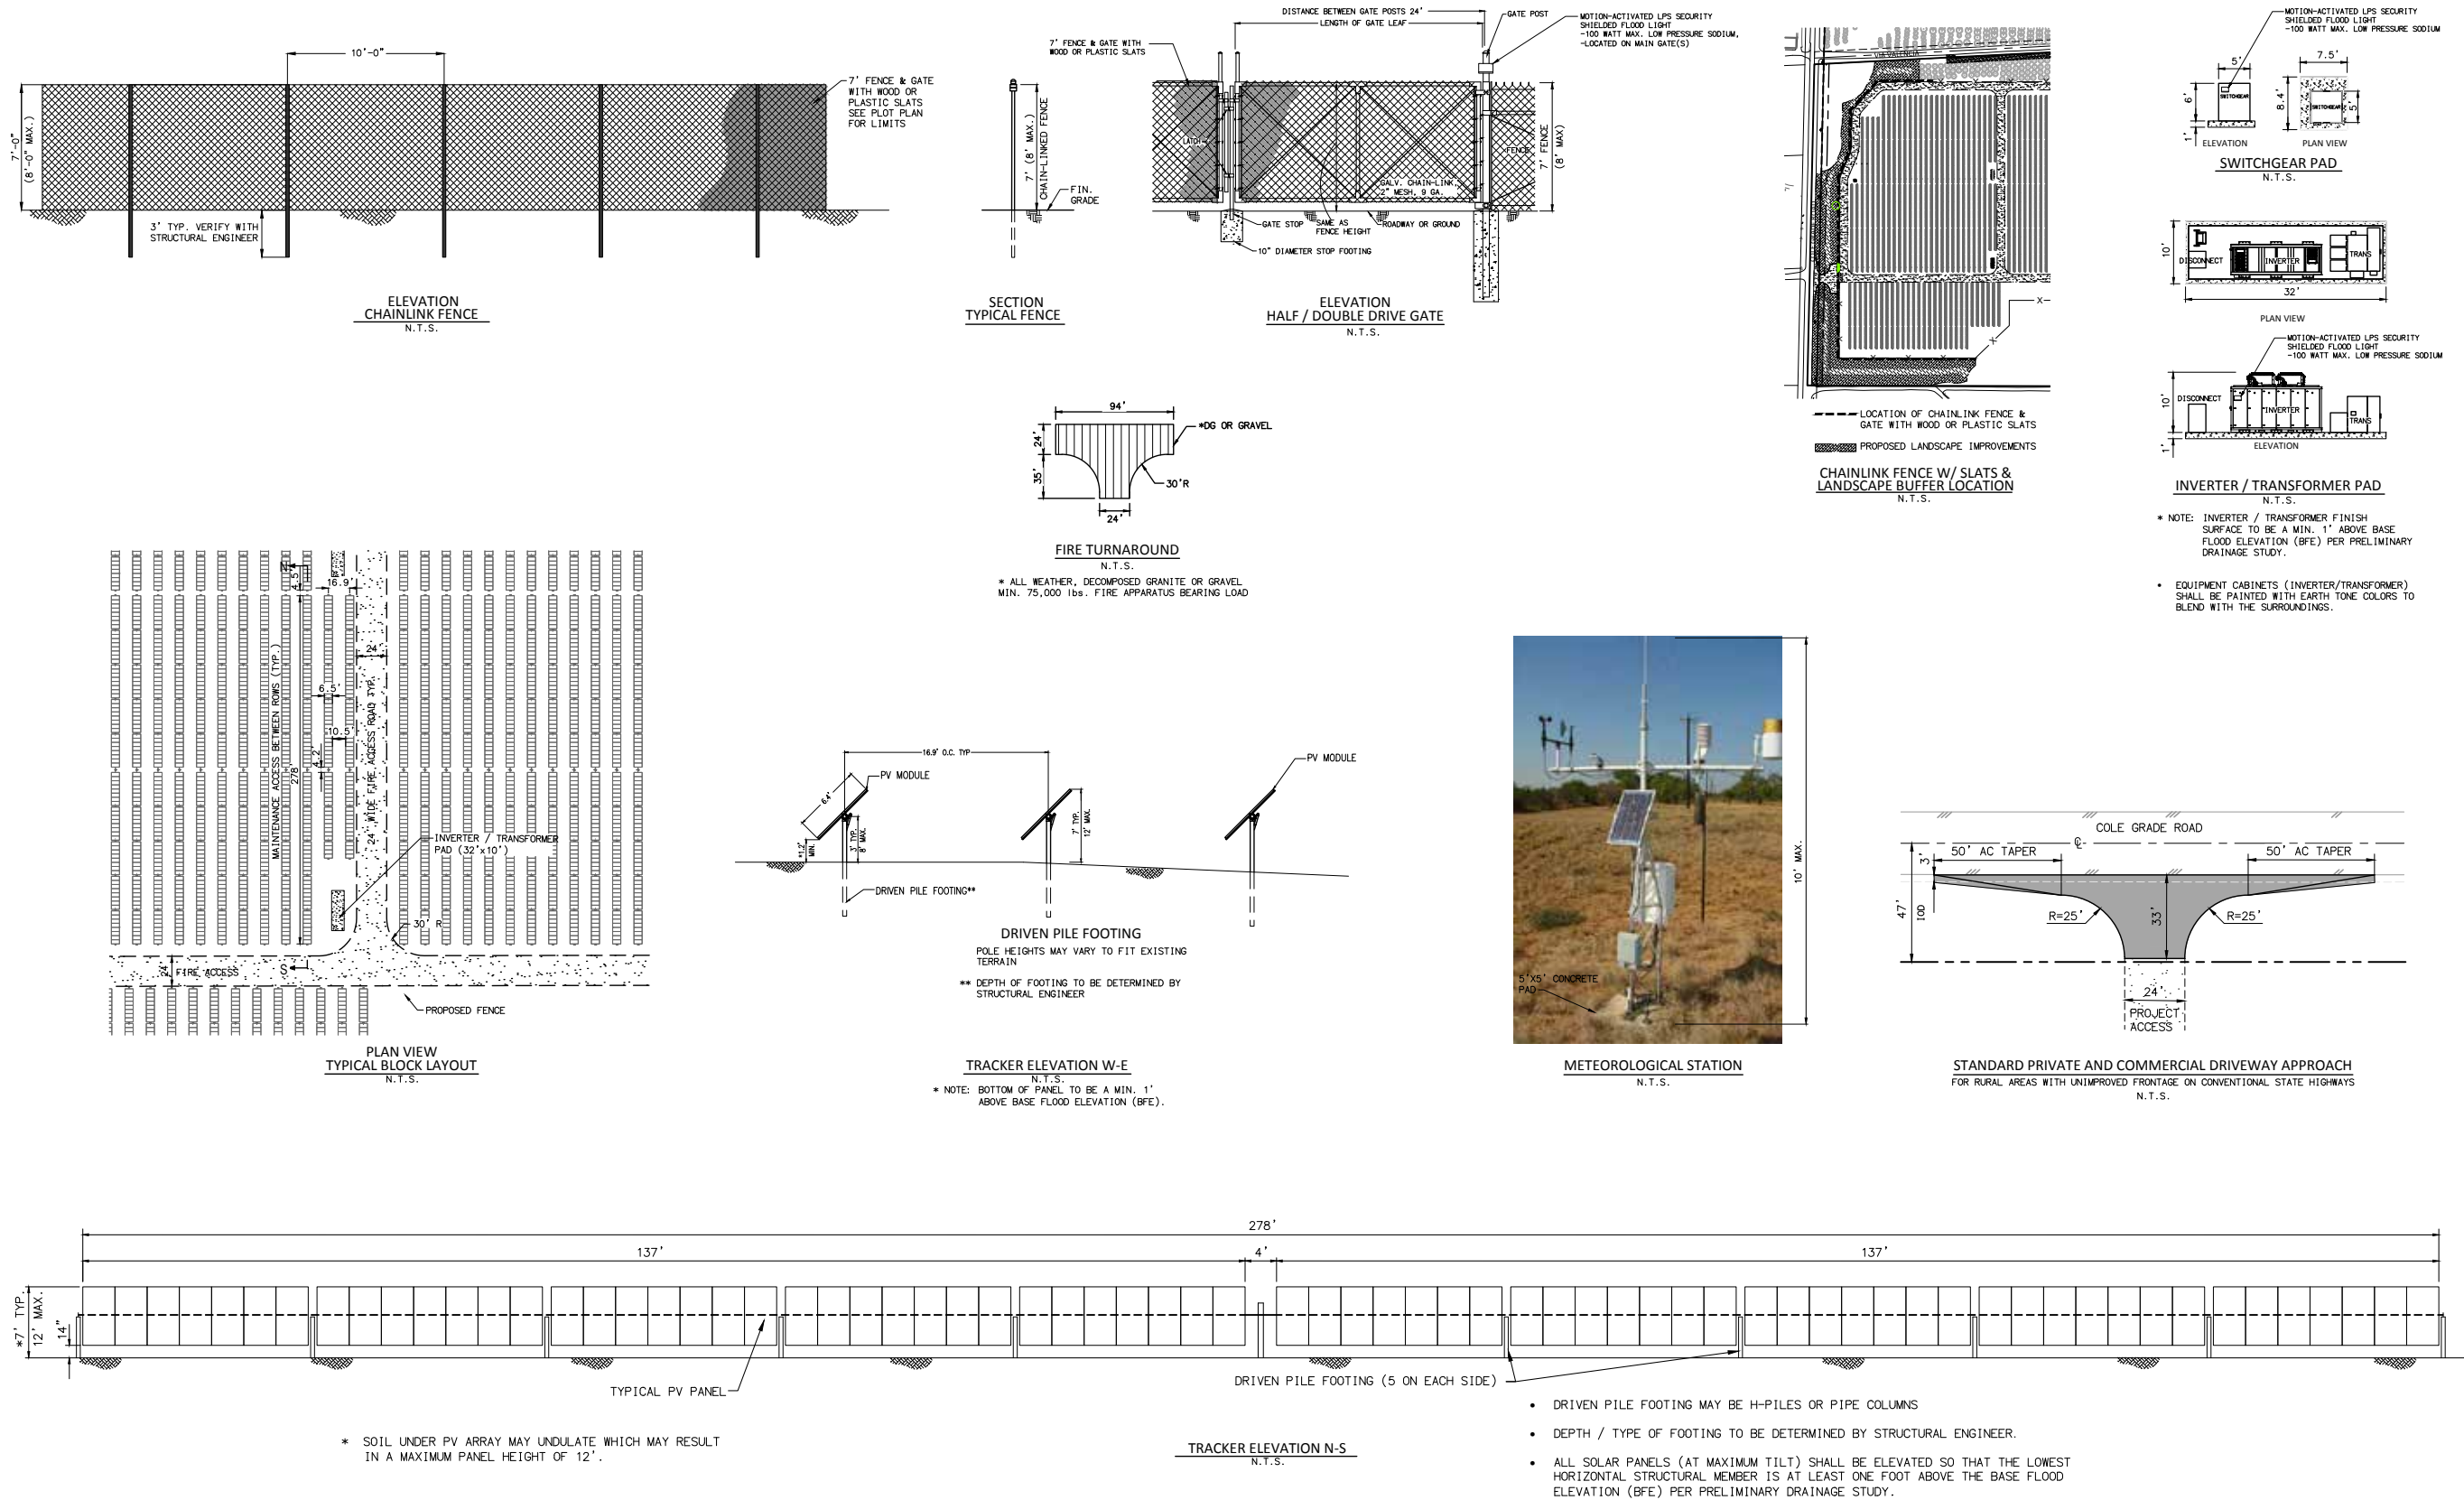 10'-0"
7'-0"
(8'-0" MAX.)
7' FENCE & GATE
WITH WOOD OR
PLASTIC SLATS
SEE PLOT PLAN
FOR LIMITS
3' TYP. VERIFY WITH
STRUCTURAL ENGINEER
ELEVATION
CHAINLINK FENCE
N.T.S.
7' (8' MAX.)
CHAIN-LINKED FENCE
FIN.
GRADE
SECTION
TYPICAL FENCE
DISTANCE BETWEEN GATE POSTS 24'
LENGTH OF GATE LEAF
GATE POST
7' FENCE & GATE WITH
WOOD OR PLASTIC SLATS
MOTION-ACTIVATED LPS SECURITY
SHIELDED FLOOD LIGHT
-100 WATT MAX. LOW PRESSURE SODIUM,
-LOCATED ON MAIN GATE(S)
LATCH
FENCE
7' FENCE
(8' MAX)
GALV. CHAIN-LINK,
2" MESH, 9 GA.
GATE STOP
SAME AS
FENCE HEIGHT
ROADWAY OR GROUND
10" DIAMETER STOP FOOTING
ELEVATION
HALF / DOUBLE DRIVE GATE
N.T.S.
VIA VALENCIA
X
LOCATION OF CHAINLINK FENCE &
GATE WITH WOOD OR PLASTIC SLATS
PROPOSED LANDSCAPE IMPROVEMENTS
CHAINLINK FENCE W/ SLATS &
LANDSCAPE BUFFER LOCATION
N.T.S.
MOTION-ACTIVATED LPS SECURITY
SHIELDED FLOOD LIGHT
-100 WATT MAX. LOW PRESSURE SODIUM
5'
7.5'
6'
SWITCHGEAR
8.4'
SWITCHGEAR
5'
1'
ELEVATION
PLAN VIEW
SWITCHGEAR PAD
N.T.S.
10'
DISCONNECT
INVERTER
TRANS
32'
PLAN VIEW
MOTION-ACTIVATED LPS SECURITY
SHIELDED FLOOD LIGHT
-100 WATT MAX. LOW PRESSURE SODIUM
10'
DISCONNECT
INVERTER
TRANS
1'
ELEVATION
INVERTER / TRANSFORMER PAD
N.T.S.
* NOTE: INVERTER / TRANSFORMER FINISH
SURFACE TO BE A MIN. 1' ABOVE BASE
FLOOD ELEVATION (BFE) PER PRELIMINARY
DRAINAGE STUDY.
• EQUIPMENT CABINETS (INVERTER/TRANSFORMER)
SHALL BE PAINTED WITH EARTH TONE COLORS TO
BLEND WITH THE SURROUNDINGS.
94'
24'
*DG OR GRAVEL
35'
30'R
24'
FIRE TURNAROUND
N.T.S.
* ALL WEATHER, DECOMPOSED GRANITE OR GRAVEL
MIN. 75,000 lbs. FIRE APPARATUS BEARING LOAD
N
4.5'
16.9'
24'
6.5'
10.5'
4.2'
278'
MAINTENANCE ACCESS BETWEEN ROWS (TYP.)
24' WIDE FIRE ACCESS ROAD TYP.
INVERTER / TRANSFORMER
PAD (32'x10')
30' R
24'
FIRE ACCESS
S
PROPOSED FENCE
PLAN VIEW
TYPICAL BLOCK LAYOUT
N.T.S.
16.9' O.C. TYP
PV MODULE
PV MODULE
6.4'
*1.2'
MIN.
3' TYP.
8' MAX.
7' TYP.
12' MAX.
DRIVEN PILE FOOTING**
DRIVEN PILE FOOTING
POLE HEIGHTS MAY VARY TO FIT EXISTING
TERRAIN
** DEPTH OF FOOTING TO BE DETERMINED BY
STRUCTURAL ENGINEER
TRACKER ELEVATION W-E
N.T.S.
* NOTE: BOTTOM OF PANEL TO BE A MIN. 1'
ABOVE BASE FLOOD ELEVATION (BFE).
10' MAX.
5'X5' CONCRETE
PAD
METEOROLOGICAL STATION
N.T.S.
COLE GRADE ROAD
3'
50' AC TAPER
50' AC TAPER
47'
IOD
R=25'
33'
R=25'
24'
PROJECT
ACCESS
STANDARD PRIVATE AND COMMERCIAL DRIVEWAY APPROACH
FOR RURAL AREAS WITH UNIMPROVED FRONTAGE ON CONVENTIONAL STATE HIGHWAYS
N.T.S.
278'
137'
4'
137'
*7' TYP.
12' MAX.
14"
TYPICAL PV PANEL
DRIVEN PILE FOOTING (5 ON EACH SIDE)
* SOIL UNDER PV ARRAY MAY UNDULATE WHICH MAY RESULT
IN A MAXIMUM PANEL HEIGHT OF 12'.
TRACKER ELEVATION N-S
N.T.S.
• DRIVEN PILE FOOTING MAY BE H-PILES OR PIPE COLUMNS
• DEPTH / TYPE OF FOOTING TO BE DETERMINED BY STRUCTURAL ENGINEER.
• ALL SOLAR PANELS (AT MAXIMUM TILT) SHALL BE ELEVATED SO THAT THE LOWEST
HORIZONTAL STRUCTURAL MEMBER IS AT LEAST ONE FOOT ABOVE THE BASE FLOOD
ELEVATION (BFE) PER PRELIMINARY DRAINAGE STUDY.